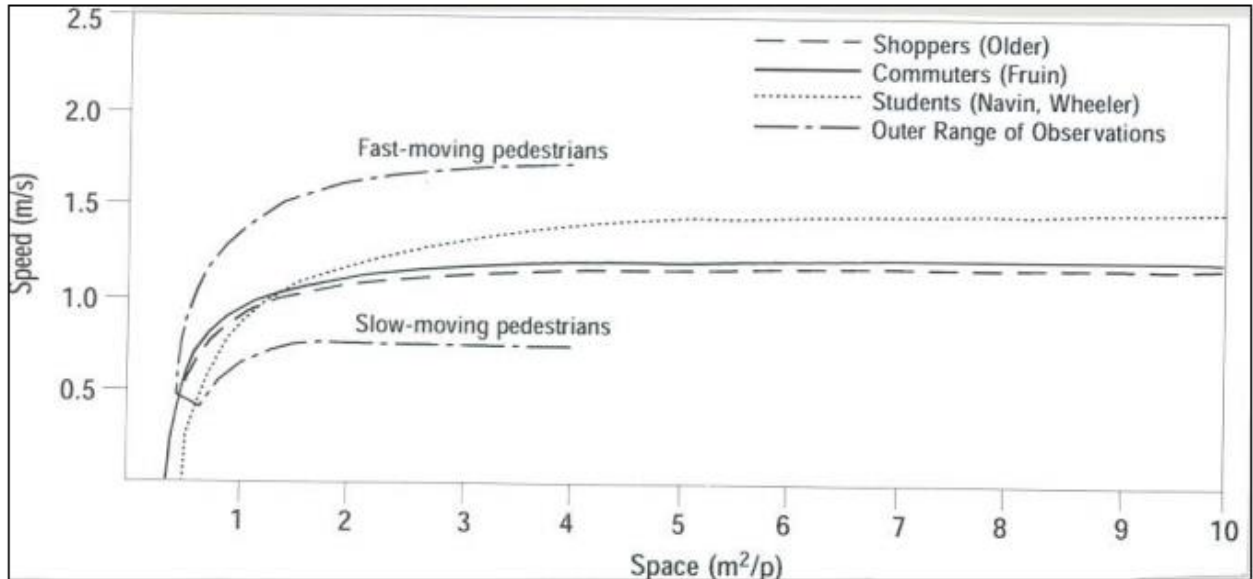 2.5
Shoppers (Older)
Commuters (Fruin)
Students (Navin, Wheeler)
Outer Range of Observations
2.0
Fast-moving pedestrians
1.5
Speed (m/s)
1.0
Slow-moving pedestrians
0.5
1 2 3 4 5 6 7 8 9 10
Space (m²/p)